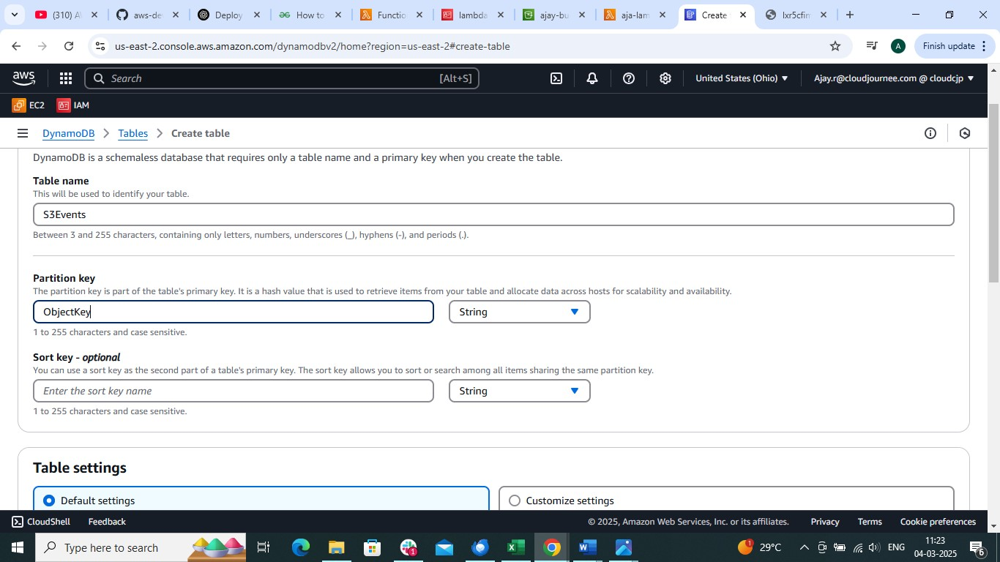 (310) A
aws-de
Deploy
How to
Functio
lambda
ajay-bu
aja-lam
Create
lxr5cfin
us-east-2.console.aws.amazon.com/dynamodbv2/home?region=us-east-2#create-table
A
Finish update
aws
Search
[Alt+S]
United States (Ohio)
Ajay.r@cloudjournee.com @ cloudcjp
EC2
IAM
DynamoDB
Tables
Create table
DynamoDB is a schemaless database that requires only a table name and a primary key when you create the table.
Table name
This will be used to identify your table.
S3Events
Between 3 and 255 characters, containing only letters, numbers, underscores (_), hyphens (-), and periods (.).
Partition key
The partition key is part of the table's primary key. It is a hash value that is used to retrieve items from your table and allocate data across hosts for scalability and availability.
ObjectKey
String
1 to 255 characters and case sensitive.
Sort key - optional
You can use a sort key as the second part of a table's primary key. The sort key allows you to sort or search among all items sharing the same partition key.
Enter the sort key name
String
1 to 255 characters and case sensitive.
Table settings
Default settings
Customize settings
CloudShell
Feedback
© 2025, Amazon Web Services, Inc. or its affiliates.
Privacy
Terms
Cookie preferences
Type here to search
1
1
29°C
ENG
11:23
04-03-2025
6